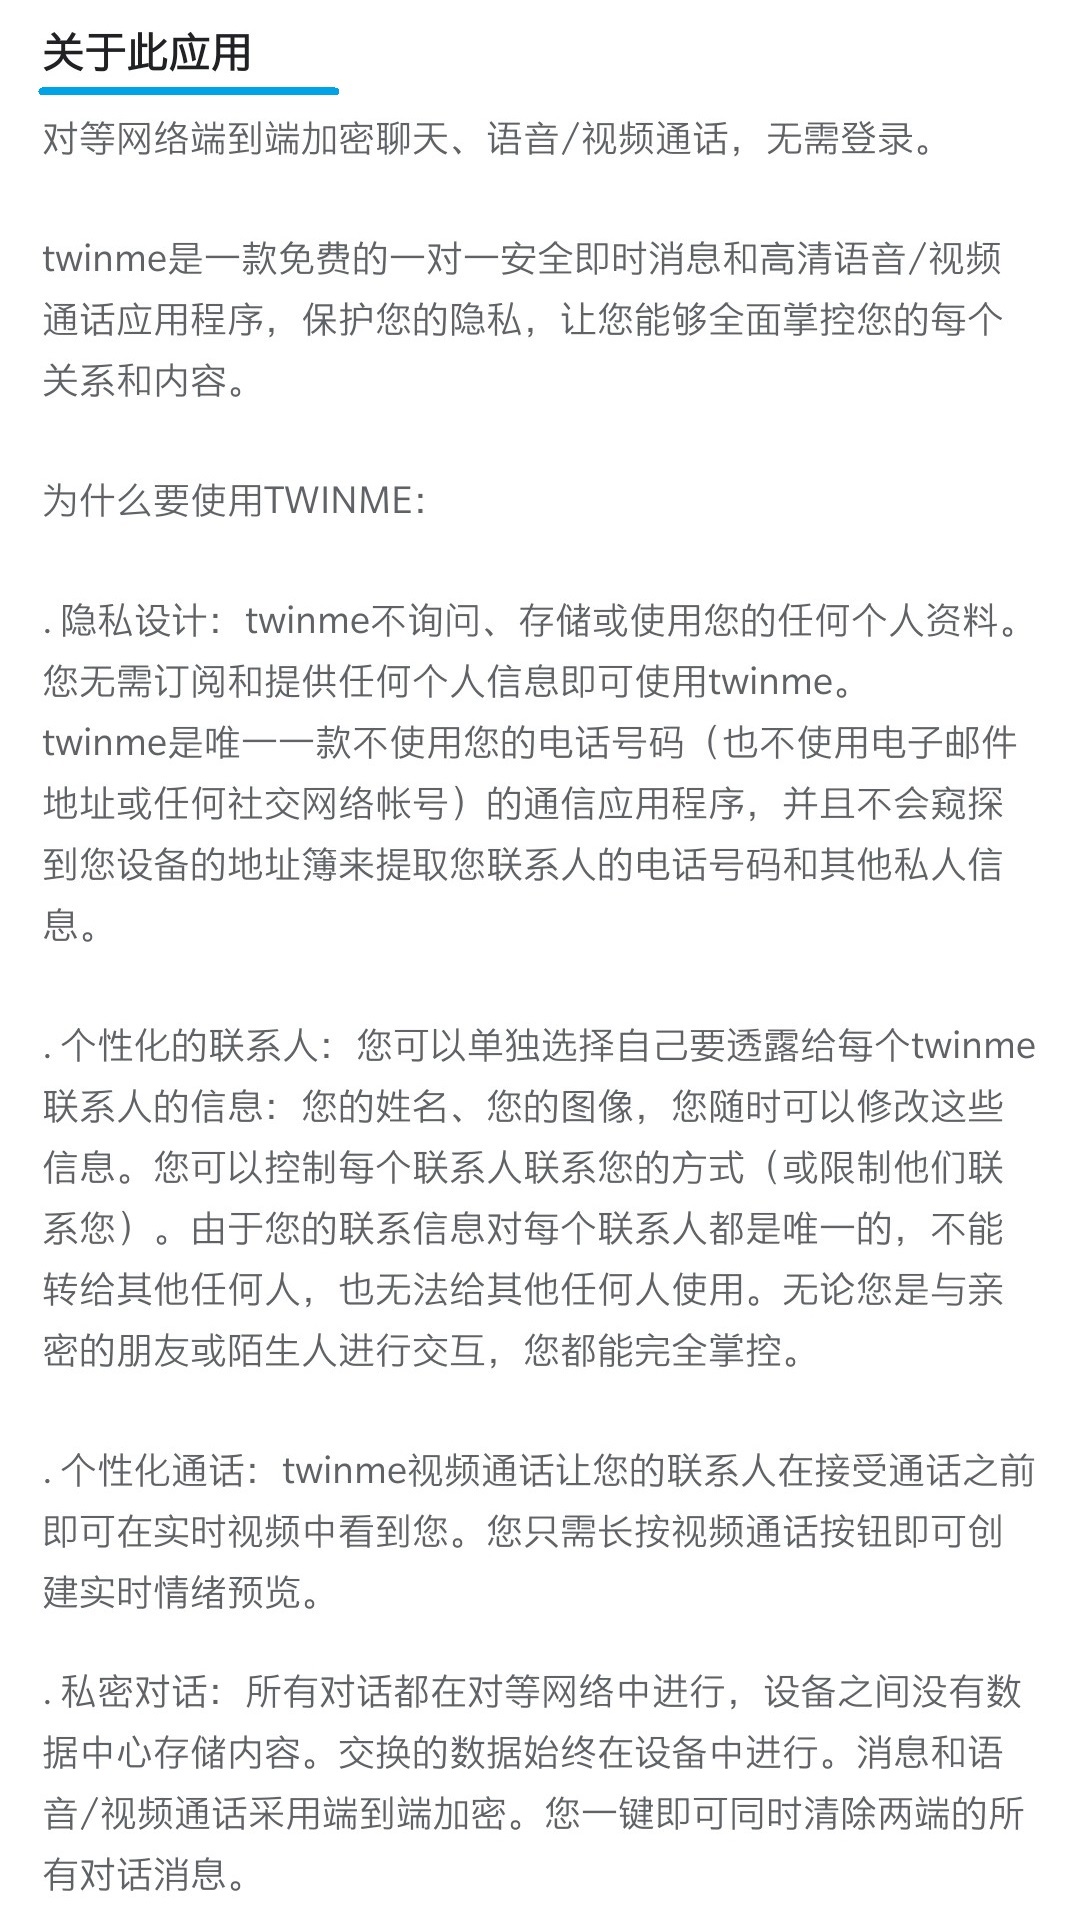 关于此应用
对等网络端到端加密聊天、语音/视频通话，无需登录。
twinme是一款免费的一对一安全即时消息和高清语音/视频
通话应用程序，保护您的隐私，让您能够全面掌控您的每个
关系和内容。
为什么要使用TWINME：
. 隐私设计：twinme不询问、存储或使用您的任何个人资料。
您无需订阅和提供任何个人信息即可使用twinme。
twinme是唯一一款不使用您的电话号码（也不使用电子邮件
地址或任何社交网络帐号）的通信应用程序，并且不会窥探
到您设备的地址簿来提取您联系人的电话号码和其他私人信
息。
. 个性化的联系人：您可以单独选择自己要透露给每个twinme
联系人的信息：您的姓名、您的图像，您随时可以修改这些
信息。您可以控制每个联系人联系您的方式（或限制他们联
系您）。由于您的联系信息对每个联系人都是唯一的，不能
转给其他任何人，也无法给其他任何人使用。无论您是与亲
密的朋友或陌生人进行交互，您都能完全掌控。
. 个性化通话：twinme视频通话让您的联系人在接受通话之前
即可在实时视频中看到您。您只需长按视频通话按钮即可创
建实时情绪预览。
. 私密对话：所有对话都在对等网络中进行，设备之间没有数
据中心存储内容。交换的数据始终在设备中进行。消息和语
音/视频通话采用端到端加密。您一键即可同时清除两端的所
有对话消息。